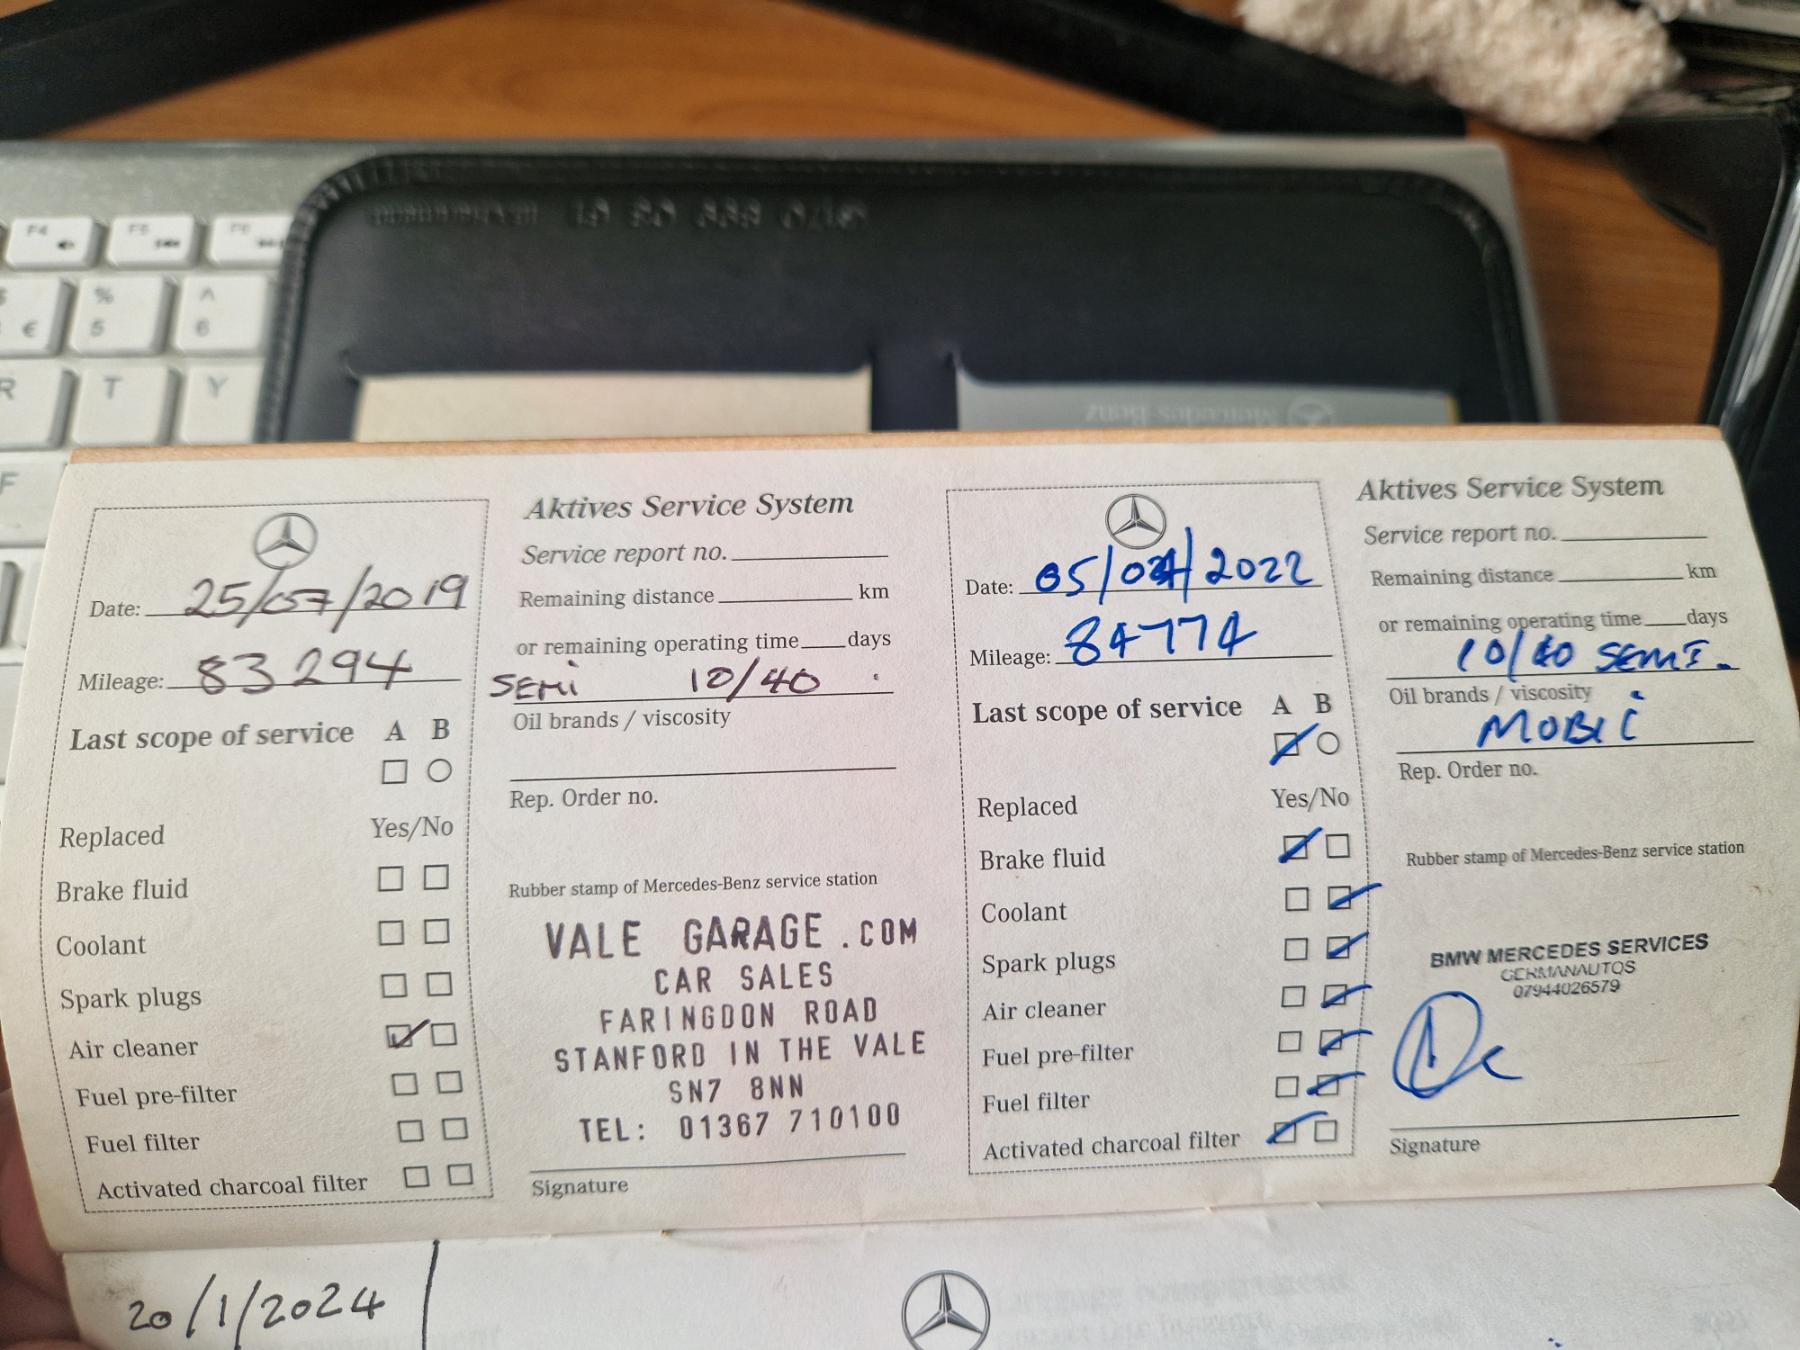 F4
F5
F6
%
5
^
6
€
R
T
Y
F
Mercedes-Benz
Date: 25/07/2019
Mileage: 83294
Last scope of service A B
Replaced Yes/No
Brake fluid
Coolant
Spark plugs
Air cleaner
Fuel pre-filter
Fuel filter
Activated charcoal filter
Aktives Service System
Service report no.
Remaining distance km
or remaining operating time days
SEMI 10/40
Oil brands / viscosity
Rep. Order no.
Rubber stamp of Mercedes-Benz service station
VALE GARAGE .COM
CAR SALES
FARINGDON ROAD
STANFORD IN THE VALE
SN7 8NN
TEL: 01367 710100
Signature
Date: 05/04/2022
Mileage: 84774
Last scope of service A B
Replaced Yes/No
Brake fluid
Coolant
Spark plugs
Air cleaner
Fuel pre-filter
Fuel filter
Activated charcoal filter
Aktives Service System
Service report no.
Remaining distance km
or remaining operating time days
10/40 SEMI.
Oil brands / viscosity
MOBIL
Rep. Order no.
Rubber stamp of Mercedes-Benz service station
BMW MERCEDES SERVICES
GERMANAUTOS
07944026579
Signature
20/1/2024